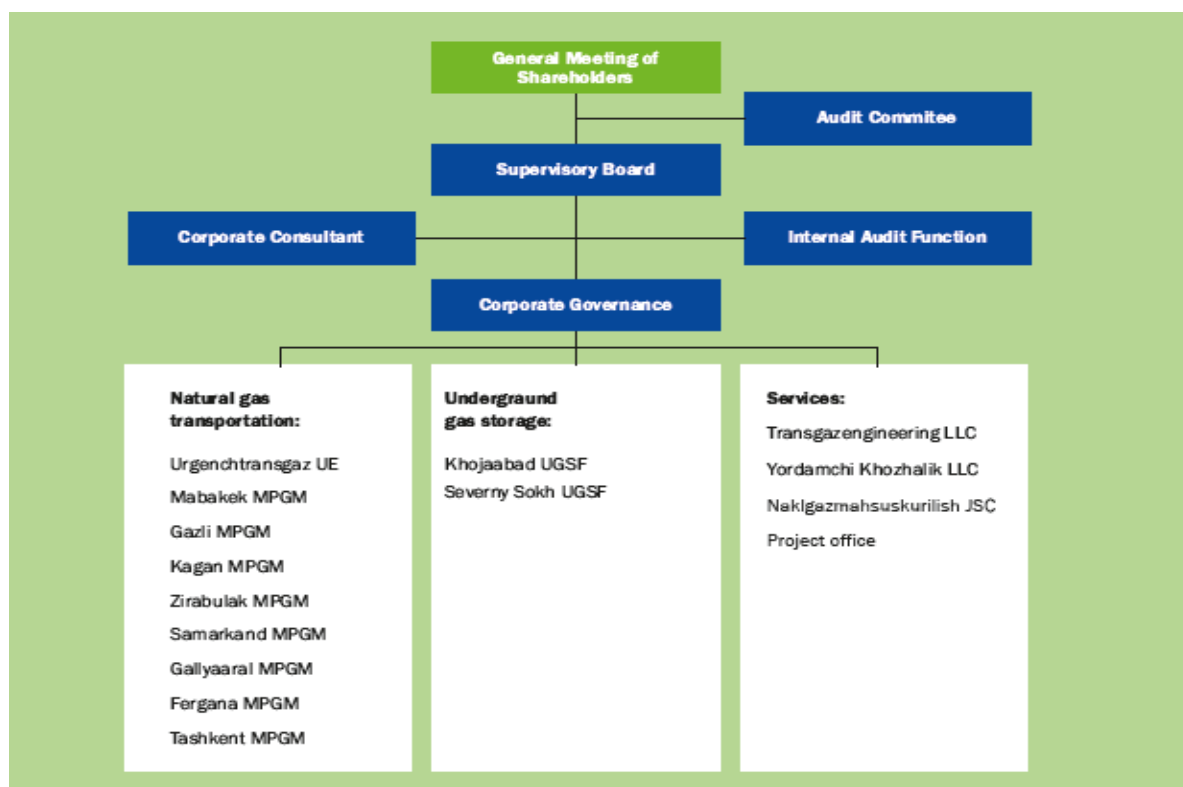 General Meeting of
Shareholders
Audit Commitee
Supervisory Board
Corporate Consultant
Internal Audit Function
Corporate Governance
Natural gas
transportation:
Urgenchtransgaz UE
Mabakek MPGM
Gazli MPGM
Kagan MPGM
Zirabulak MPGM
Samarkand MPGM
Gallyaaral MPGM
Fergana MPGM
Tashkent MPGM
Undergraund
gas storage:
Khojaabad UGSF
Severny Sokh UGSF
Services:
Transgazengineering LLC
Yordamchi Khozhalik LLC
Naklgazmahsuskurilish JSC
Project office